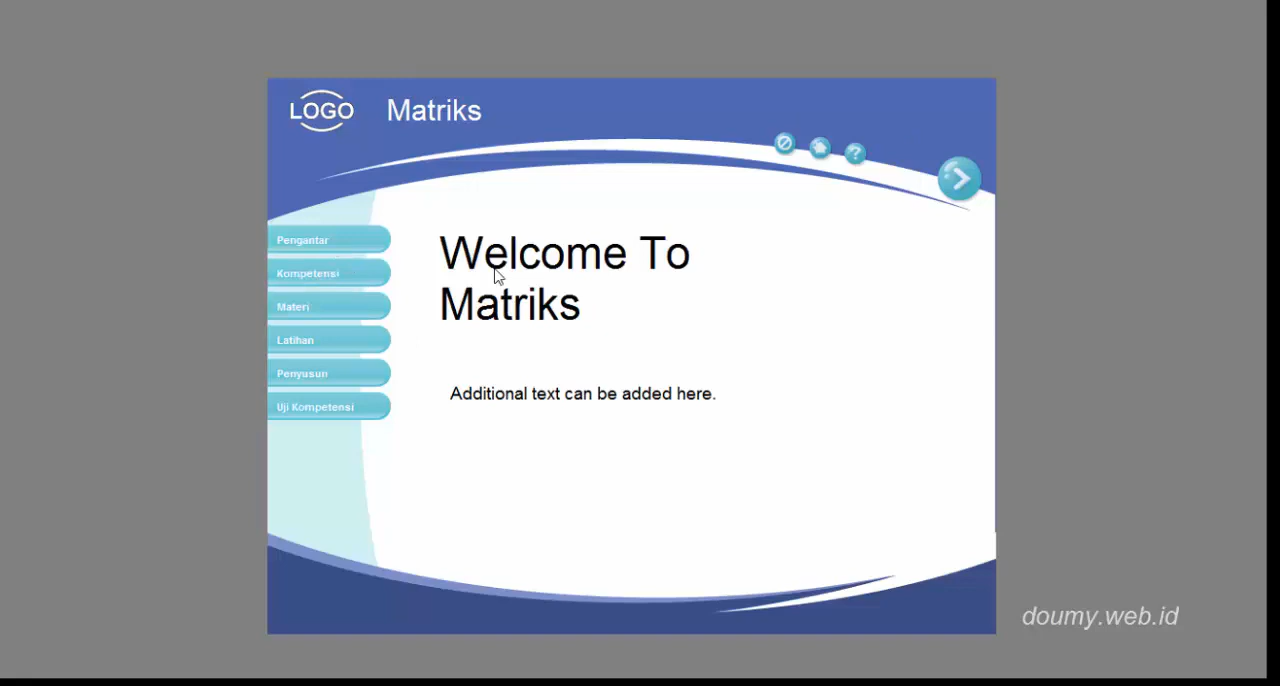 LOGO
Matriks
?
Pengantar
Kompetensi
Materi
Latihan
Penyusun
Uji Kompetensi
Welcome To
Matriks
Additional text can be added here.
doumy.web.id